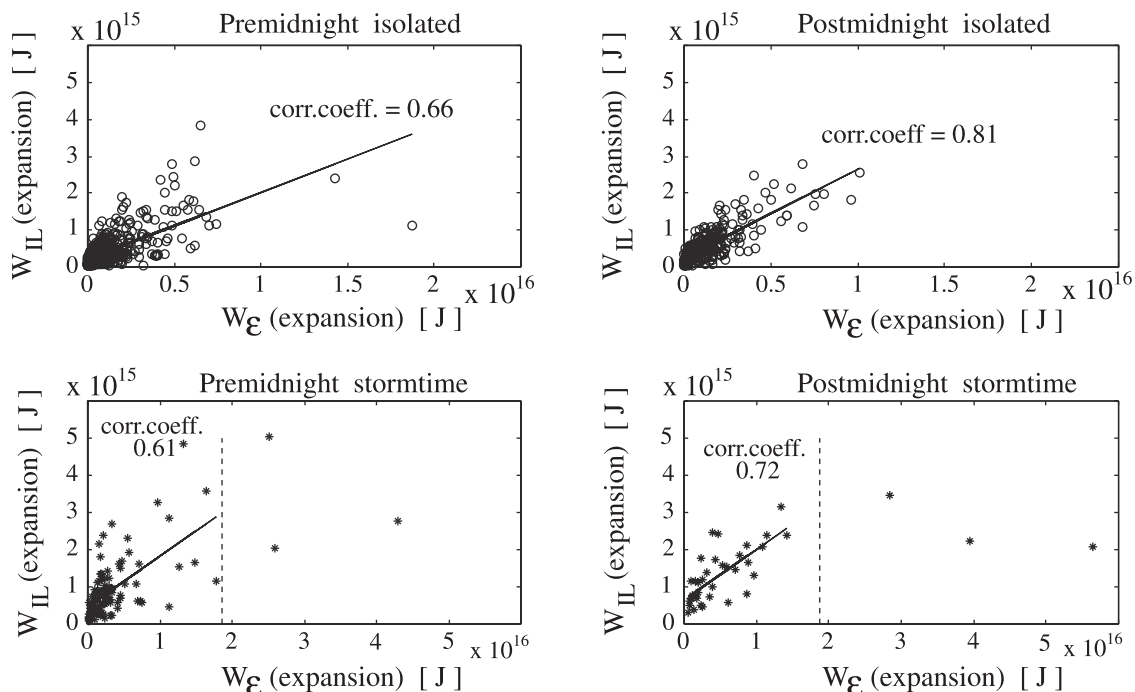 x 10^15 Premidnight isolated
W_IL (expansion) [ J ]
6
5
4
3
2
1
0
corr.coeff. = 0.66
0 0.5 1 1.5 2
x 10^16
W_ε (expansion) [ J ]
x 10^15 Postmidnight isolated
W_IL (expansion) [ J ]
5
4
3
2
1
0
corr.coeff = 0.81
0 0.5 1 1.5 2
x 10^16
W_ε (expansion) [ J ]
x 10^15 Premidnight stormtime
W_IL (expansion) [ J ]
5
4
3
2
1
0
corr.coeff.
0.61
0 1 2 3 4 5
x 10^16
W_ε (expansion) [ J ]
x 10^15 Postmidnight stormtime
W_IL (expansion) [ J ]
5
4
3
2
1
0
corr.coeff.
0.72
0 1 2 3 4 5
x 10^16
W_ε (expansion) [ J ]